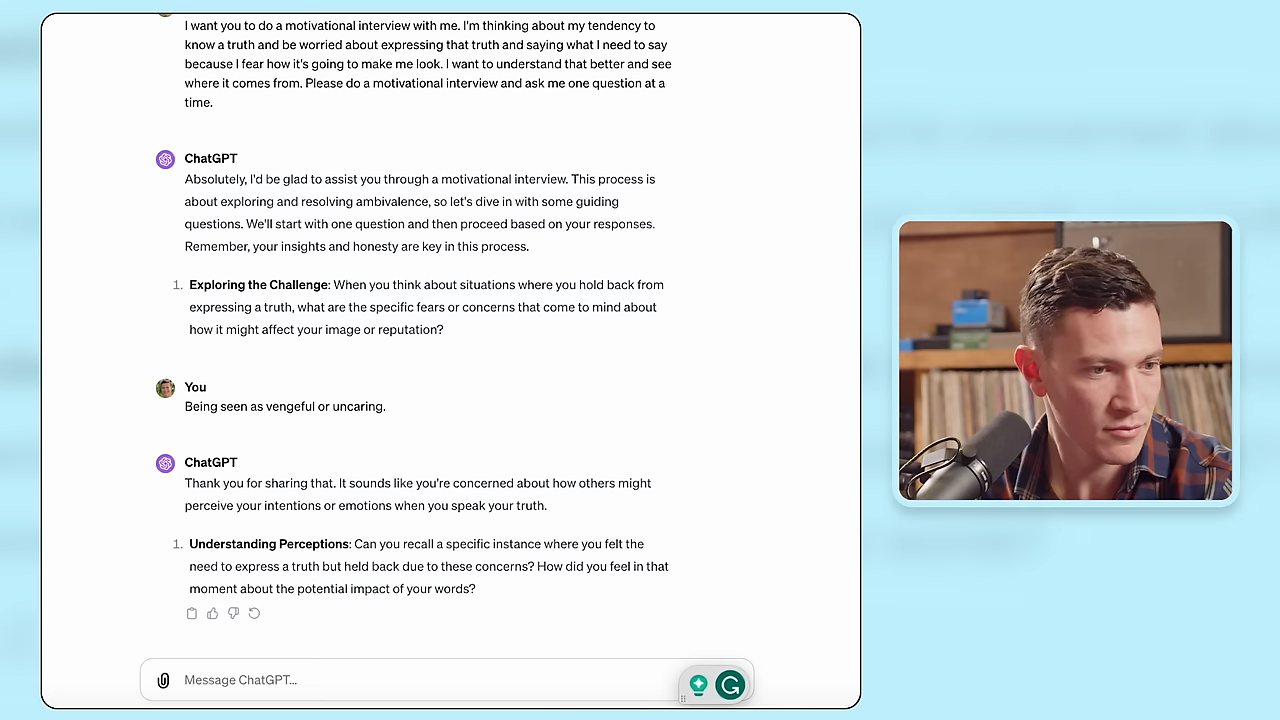 I want you to do a motivational interview with me. I'm thinking about my tendency to
know a truth and be worried about expressing that truth and saying what I need to say
because I fear how it's going to make me look. I want to understand that better and see
where it comes from. Please do a motivational interview and ask me one question at a
time.
ChatGPT
Absolutely, I'd be glad to assist you through a motivational interview. This process is
about exploring and resolving ambivalence, so let's dive in with some guiding
questions. We'll start with one question and then proceed based on your responses.
Remember, your insights and honesty are key in this process.
1. Exploring the Challenge: When you think about situations where you hold back from
expressing a truth, what are the specific fears or concerns that come to mind about
how it might affect your image or reputation?
You
Being seen as vengeful or uncaring.
ChatGPT
Thank you for sharing that. It sounds like you're concerned about how others might
perceive your intentions or emotions when you speak your truth.
1. Understanding Perceptions: Can you recall a specific instance where you felt the
need to express a truth but held back due to these concerns? How did you feel in that
moment about the potential impact of your words?
Message ChatGPT...